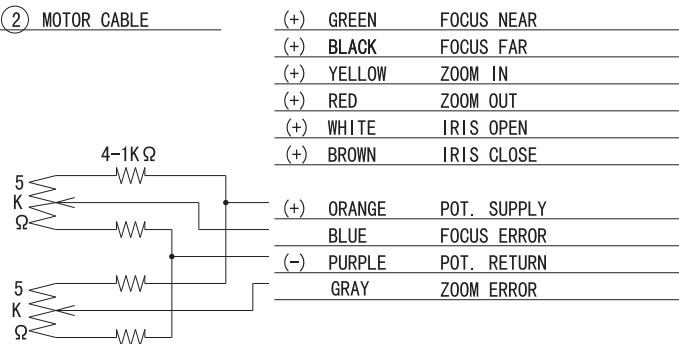 2 MOTOR CABLE
(+) GREEN FOCUS NEAR
(+) BLACK FOCUS FAR
(+) YELLOW ZOOM IN
(+) RED ZOOM OUT
(+) WHITE IRIS OPEN
(+) BROWN IRIS CLOSE
4-1KΩ
5
K
Ω
(+) ORANGE POT. SUPPLY
BLUE FOCUS ERROR
(-) PURPLE POT. RETURN
GRAY ZOOM ERROR
5
K
Ω